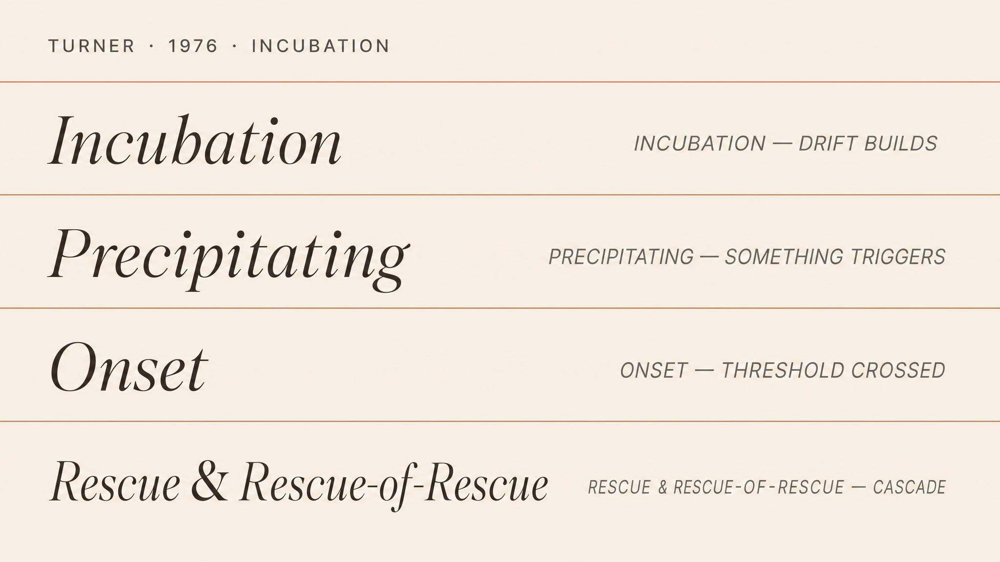 TURNER · 1976 · INCUBATION
Incubation
INCUBATION — DRIFT BUILDS
Precipitating
PRECIPITATING — SOMETHING TRIGGERS
Onset
ONSET — THRESHOLD CROSSED
Rescue & Rescue-of-Rescue
RESCUE & RESCUE-OF-RESCUE — CASCADE